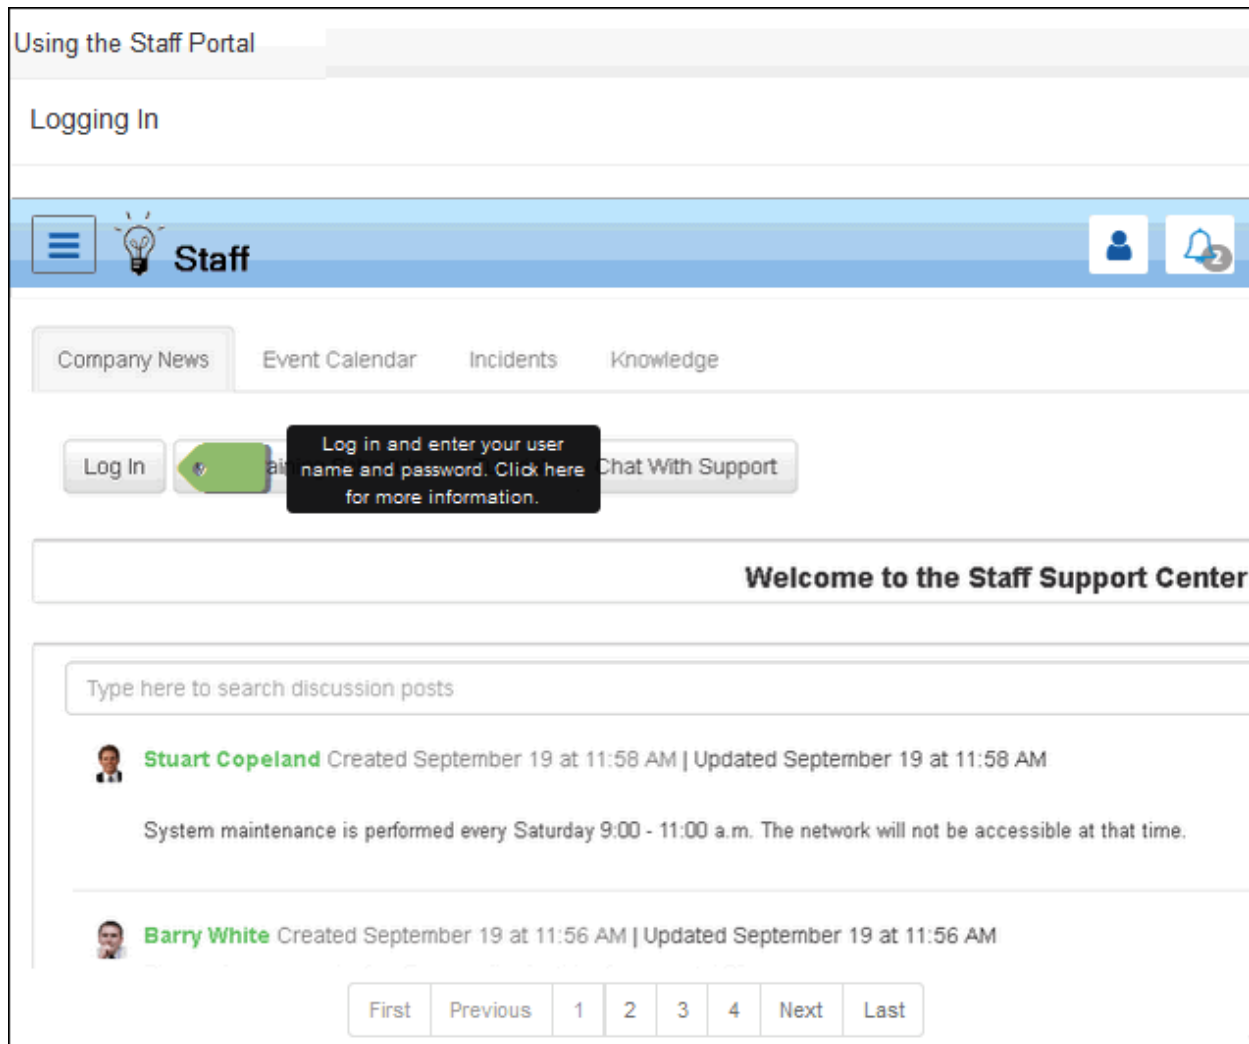 Using the Staff Portal
Logging In
Staff
2
Company News Event Calendar Incidents Knowledge
Log In
Log in and enter your user
name and password. Click here
for more information.
Chat With Support
Welcome to the Staff Support Center
Type here to search discussion posts
Stuart Copeland Created September 19 at 11:58 AM | Updated September 19 at 11:58 AM
System maintenance is performed every Saturday 9:00 - 11:00 a.m. The network will not be accessible at that time.
Barry White Created September 19 at 11:56 AM | Updated September 19 at 11:56 AM
First Previous 1 2 3 4 Next Last